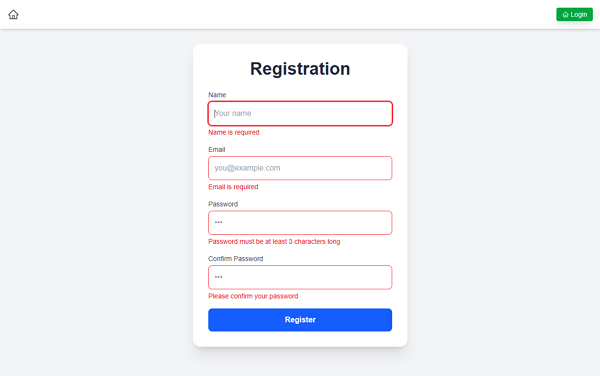 Login
Registration
Name
Your name
Name is required
Email
you@example.com
Email is required
Password
***
Password must be at least 3 characters long
Confirm Password
***
Please confirm your password
Register